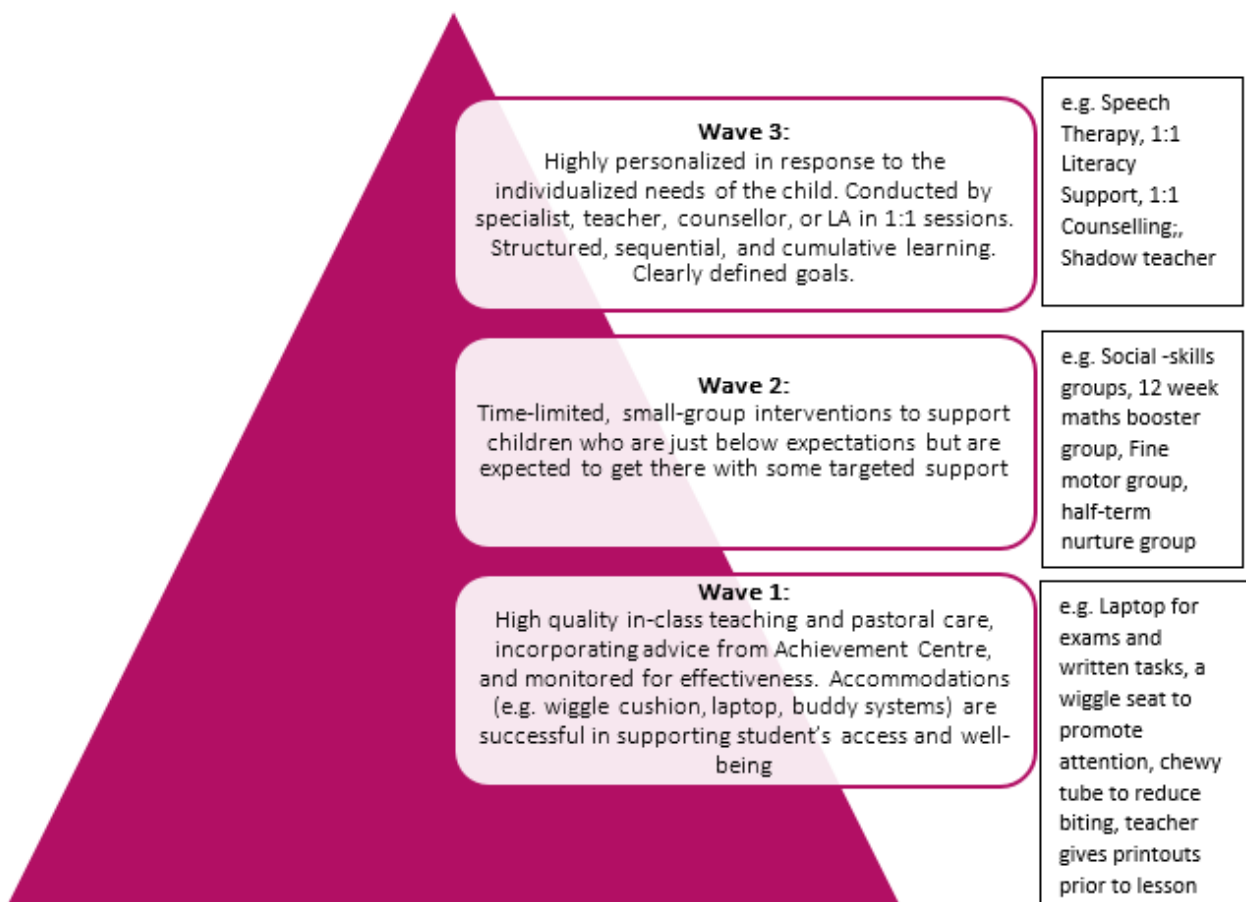 Wave 3:
Highly personalized in response to the
individualized needs of the child. Conducted by
specialist, teacher, counsellor, or LA in 1:1 sessions.
Structured, sequential, and cumulative learning.
Clearly defined goals.
e.g. Speech
Therapy, 1:1
Literacy
Support, 1:1
Counselling;,
Shadow teacher
Wave 2:
Time-limited, small-group interventions to support
children who are just below expectations but are
expected to get there with some targeted support
e.g. Social -skills
groups, 12 week
maths booster
group, Fine
motor group,
half-term
nurture group
Wave 1:
High quality in-class teaching and pastoral care,
incorporating advice from Achievement Centre,
and monitored for effectiveness. Accommodations
(e.g. wiggle cushion, laptop, buddy systems) are
successful in supporting student's access and well-
being
e.g. Laptop for
exams and
written tasks, a
wiggle seat to
promote
attention, chewy
tube to reduce
biting, teacher
gives printouts
prior to lesson